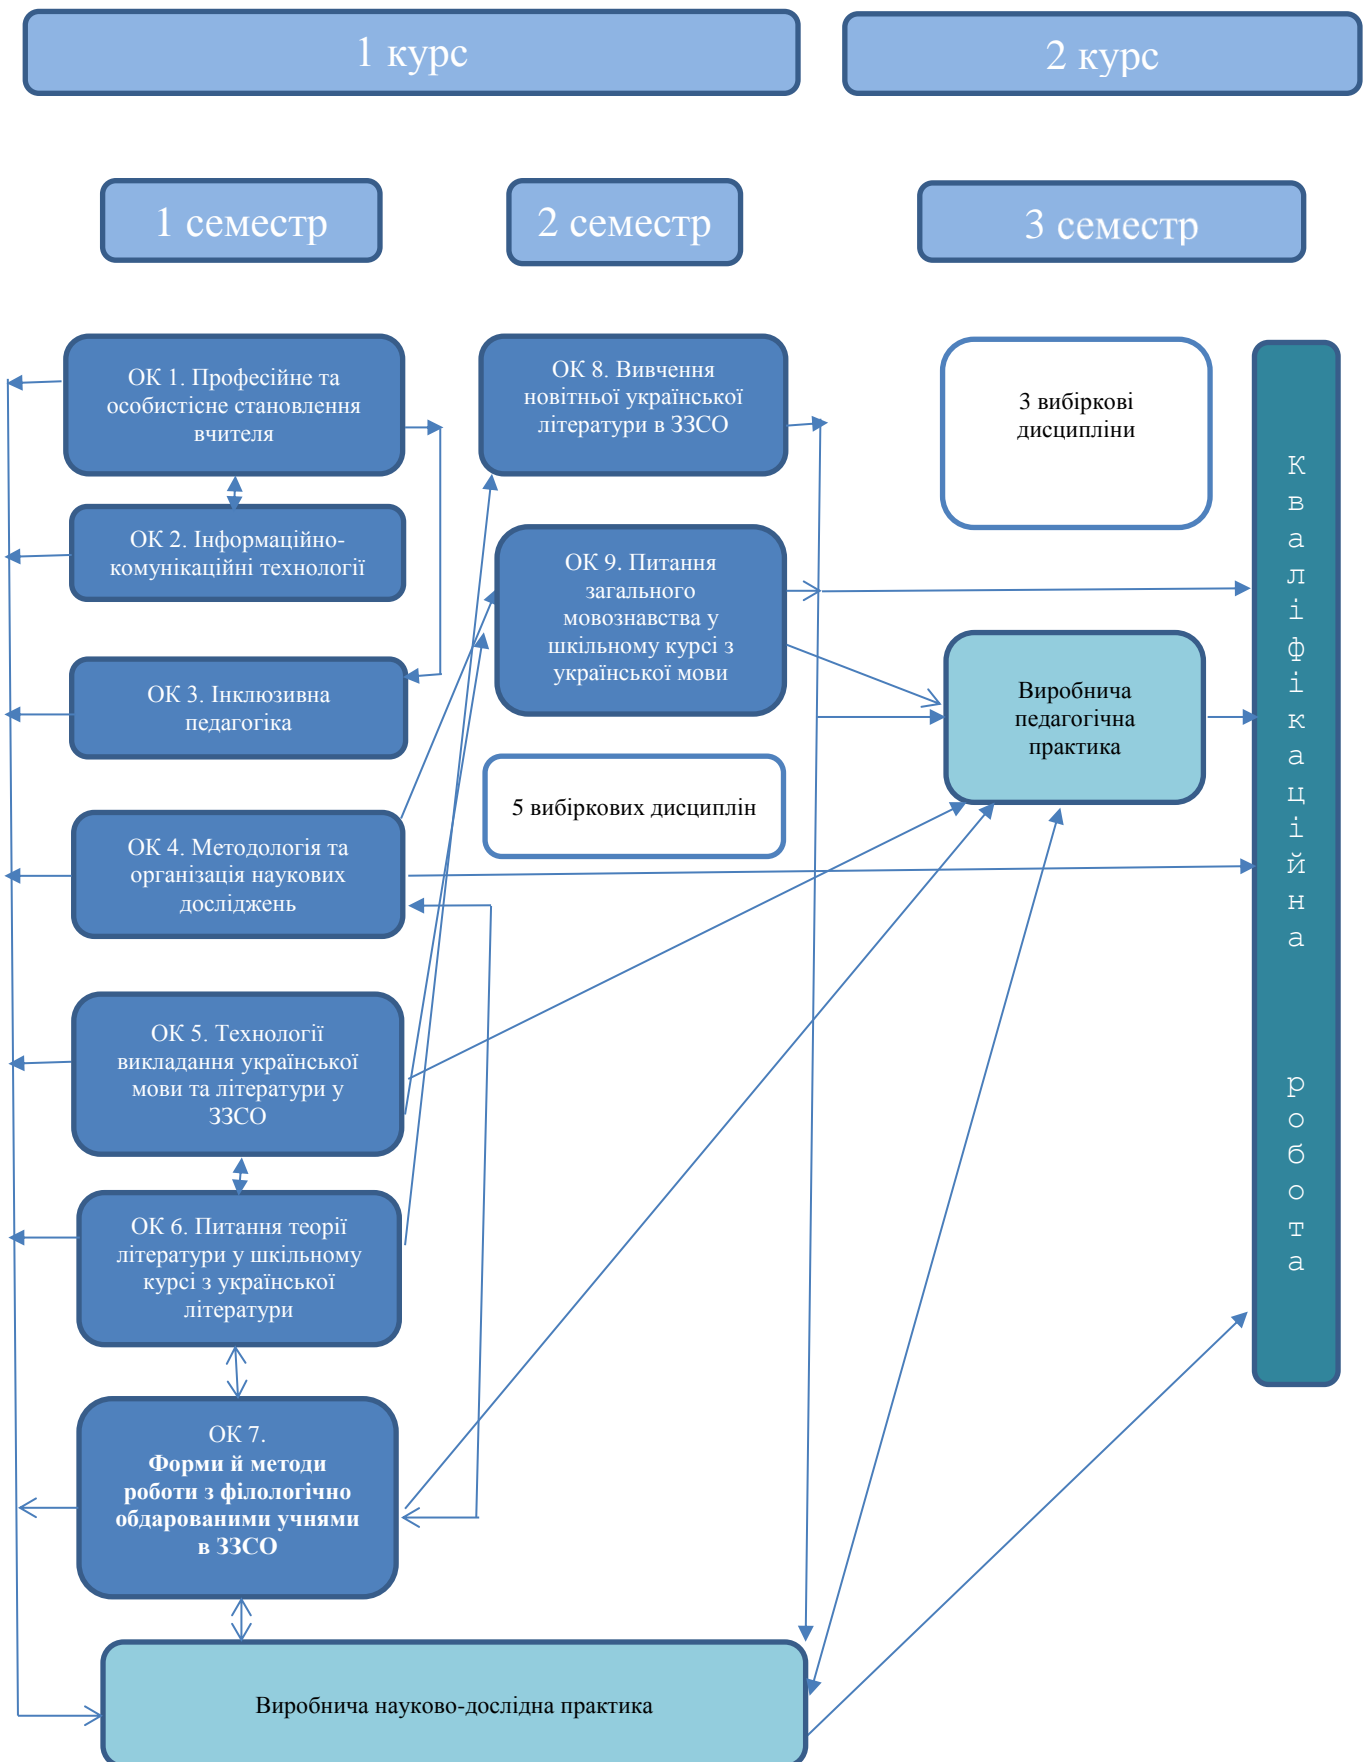 1 курс
2 курс
1 семестр
2 семестр
3 семестр
ОК 1. Професійне та
особистісне становлення
вчителя
ОК 2. Інформаційно-
комунікаційні технології
ОК 3. Інклюзивна
педагогіка
ОК 4. Методологія та
організація наукових
досліджень
ОК 5. Технології
викладання української
мови та літератури у
ЗЗСО
ОК 6. Питання теорії
літератури у шкільному
курсі з української
літератури
ОК 7.
Форми й методи
роботи з філологічно
обдарованими учнями
в ЗЗСО
Виробнича науково-дослідна практика
ОК 8. Вивчення
новітньої української
літератури в ЗЗСО
ОК 9. Питання
загального
мовознавства у
шкільному курсі з
української мови
5 вибіркових дисциплін
3 вибіркові
дисципліни
Виробнича
педагогічна
практика
Кваліфікаційна робота